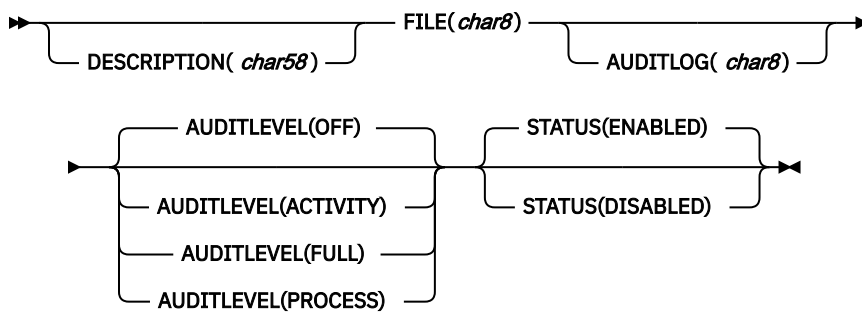 FILE( char8 )
DESCRIPTION( char58 )
AUDITLOG( char8 )
AUDITLEVEL(OFF)
STATUS(ENABLED)
AUDITLEVEL(ACTIVITY)
STATUS(DISABLED)
AUDITLEVEL(FULL)
AUDITLEVEL(PROCESS)